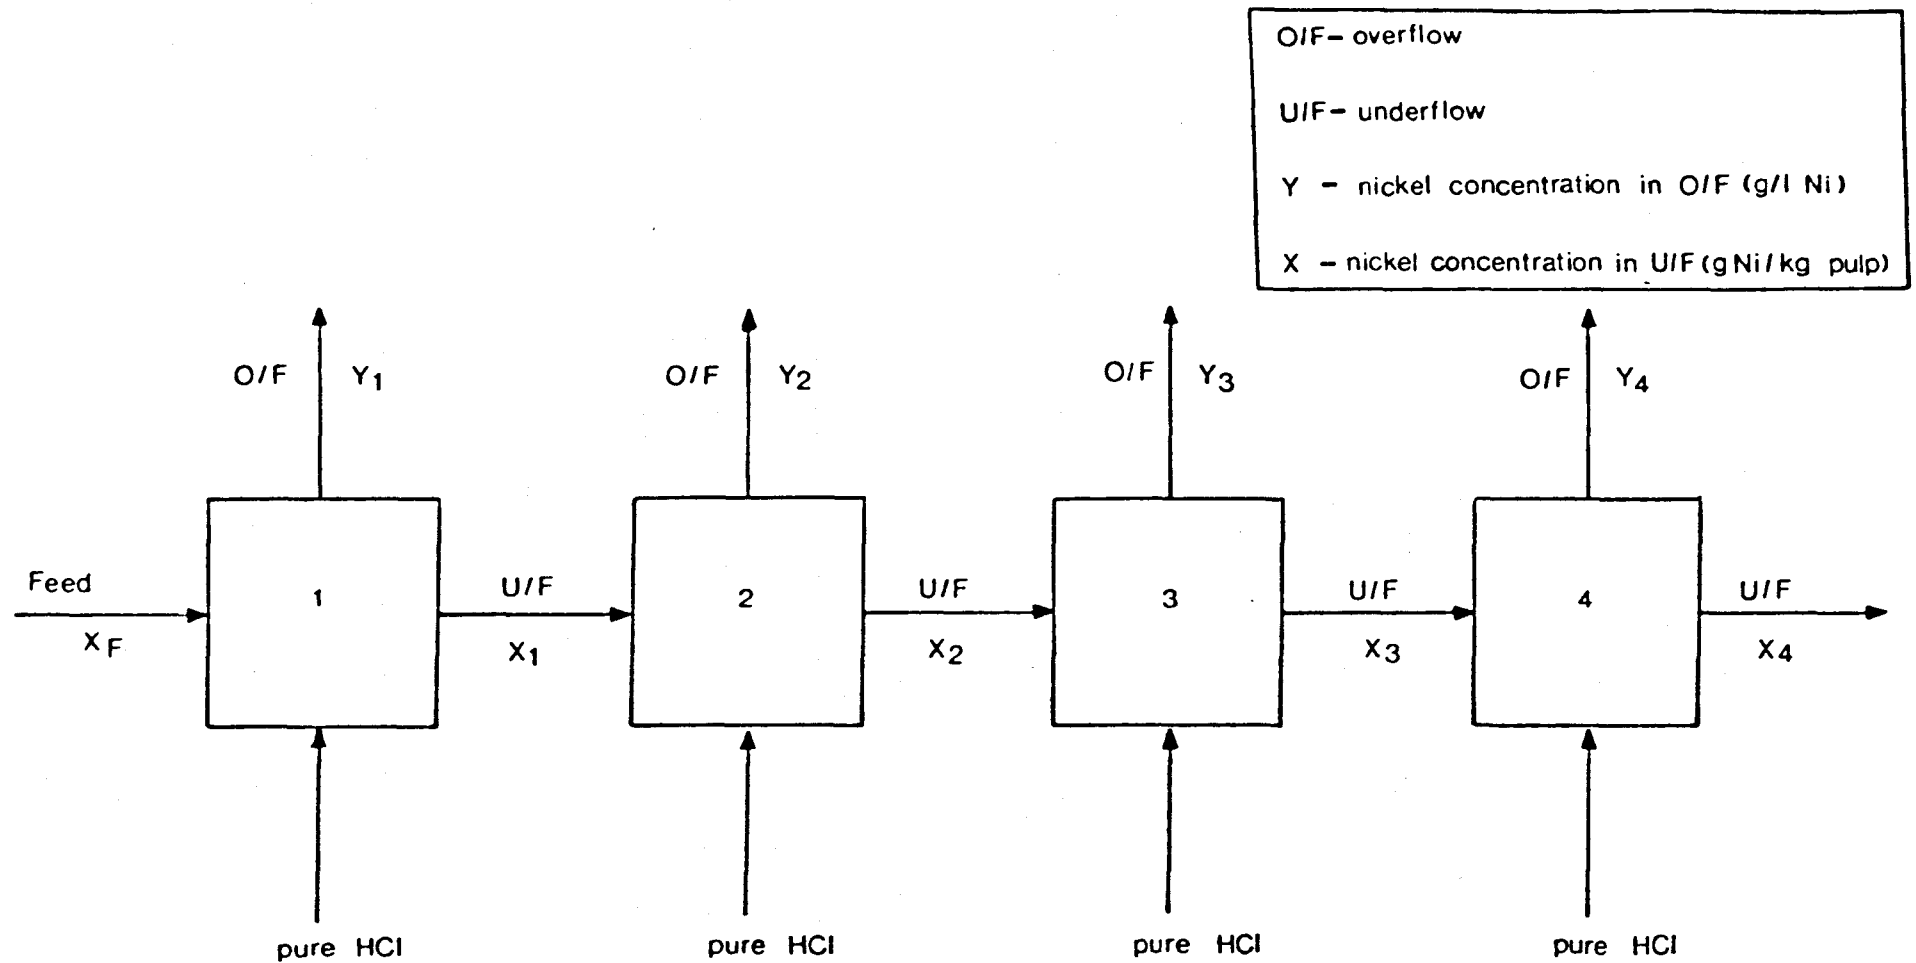 O/F- overflow
U/F- underflow
Y - nickel concentration in O/F (g/l Ni)
X - nickel concentration in U/F (g Ni/kg pulp)
O/F Y1
O/F Y2
O/F Y3
O/F Y4
Feed
XF
1
U/F
X1
2
U/F
X2
3
U/F
X3
4
U/F
X4
pure HCl
pure HCl
pure HCl
pure HCl